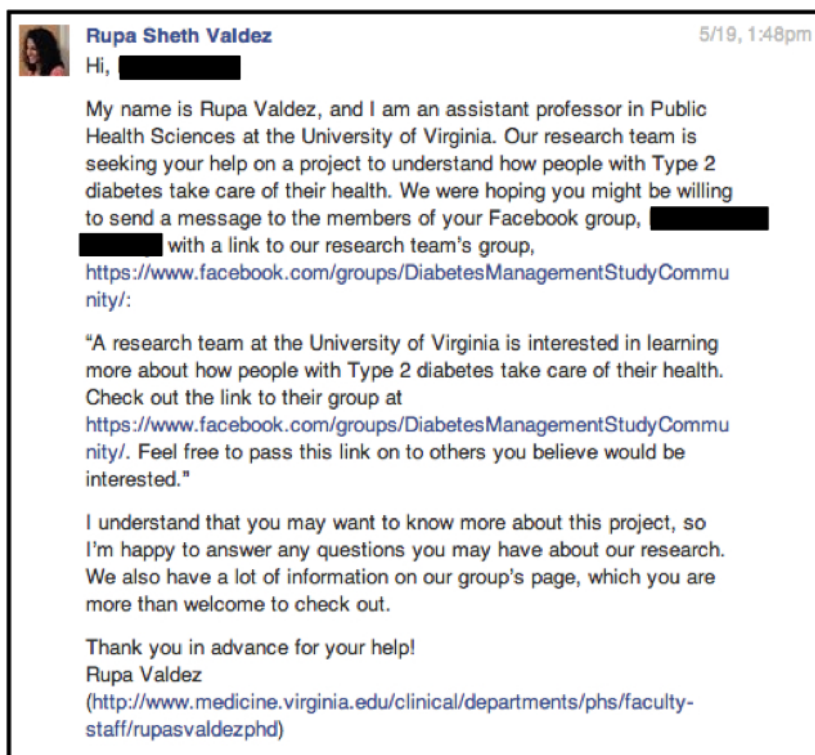 Rupa Sheth Valdez 5/19, 1:48pm
Hi,
My name is Rupa Valdez, and I am an assistant professor in Public
Health Sciences at the University of Virginia. Our research team is
seeking your help on a project to understand how people with Type 2
diabetes take care of their health. We were hoping you might be willing
to send a message to the members of your Facebook group,
with a link to our research team's group,
https://www.facebook.com/groups/DiabetesManagementStudyCommu
nity/:
“A research team at the University of Virginia is interested in learning
more about how people with Type 2 diabetes take care of their health.
Check out the link to their group at
https://www.facebook.com/groups/DiabetesManagementStudyCommu
nity/. Feel free to pass this link on to others you believe would be
interested.”
I understand that you may want to know more about this project, so
I'm happy to answer any questions you may have about our research.
We also have a lot of information on our group's page, which you are
more than welcome to check out.
Thank you in advance for your help!
Rupa Valdez
(http://www.medicine.virginia.edu/clinical/departments/phs/faculty-
staff/rupasvaldezphd)